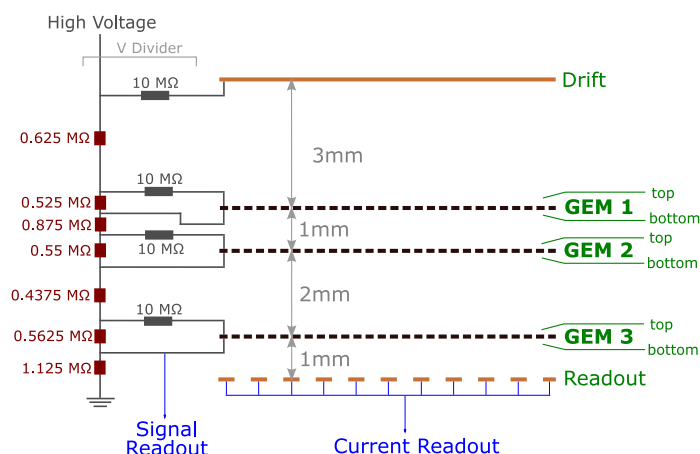 High Voltage
V Divider
10 MΩ
Drift
0.625 MΩ
3mm
10 MΩ
top
0.525 MΩ
GEM 1
bottom
0.875 MΩ
1mm
top
0.55 MΩ
10 MΩ
GEM 2
bottom
0.4375 MΩ
2mm
10 MΩ
top
0.5625 MΩ
GEM 3
bottom
1.125 MΩ
1mm
Readout
Signal
Readout
Current Readout